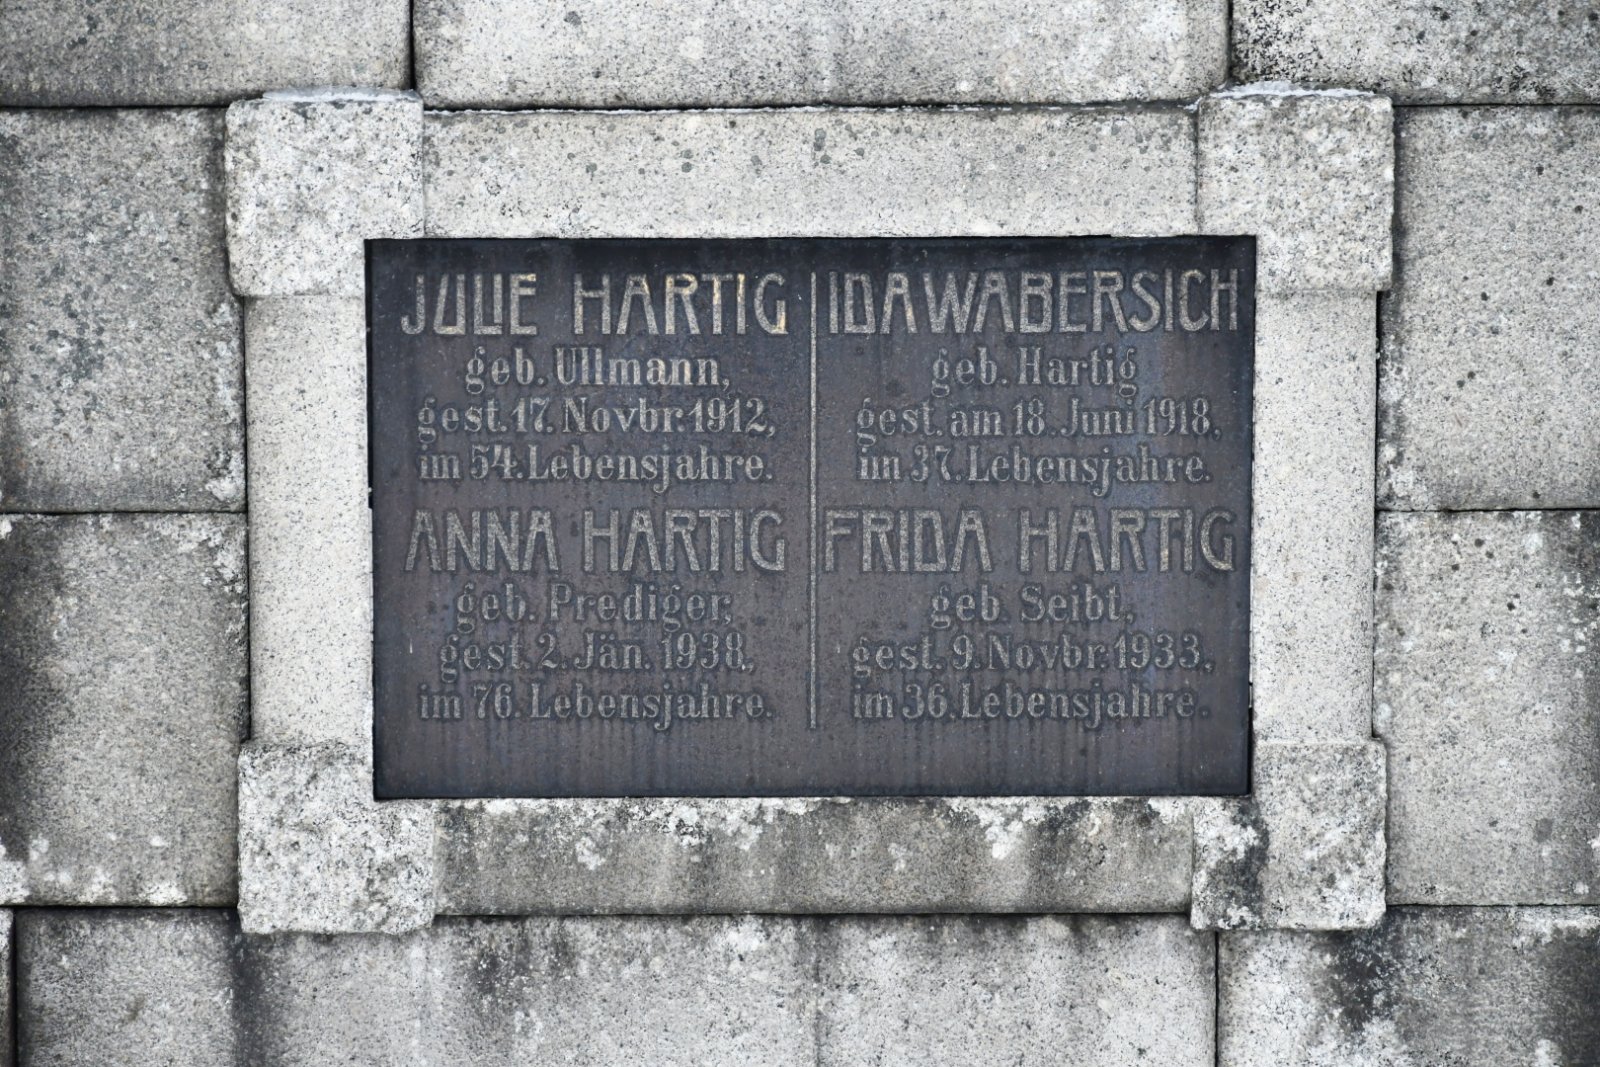 JULIE HARTIG
geb. Ullmann,
gest. 17. Novbr. 1912,
im 54. Lebensjahre.
ANNA HARTIG
geb. Prediger,
gest. 2. Jän. 1938,
im 76. Lebensjahre.
IDA WABERSICH
geb. Hartig
gest. am 18. Juni 1918,
im 37. Lebensjahre.
FRIDA HARTIG
geb. Seibt,
gest. 9. Novbr. 1933,
im 36. Lebensjahre.